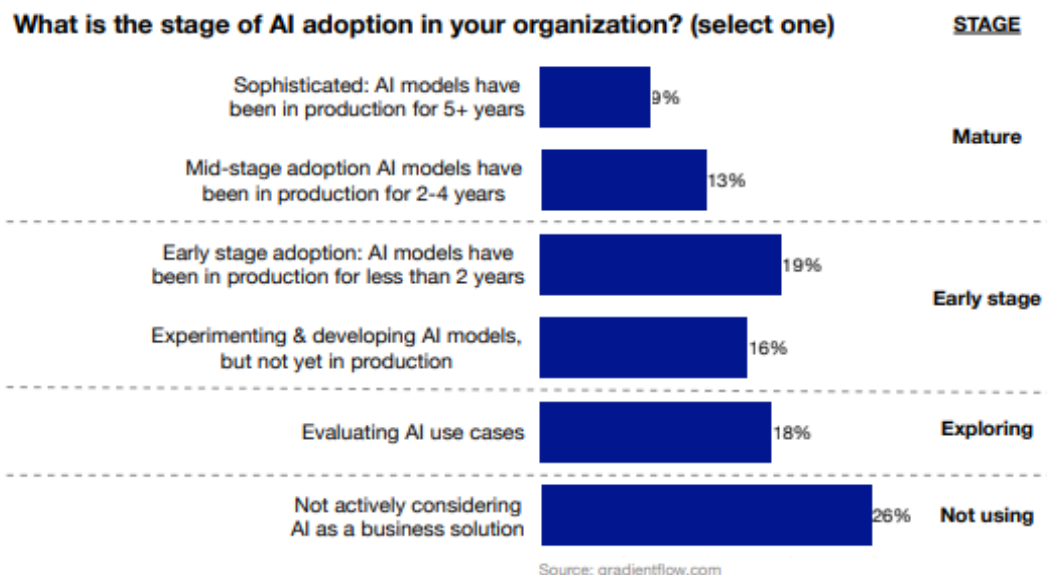 What is the stage of AI adoption in your organization? (select one)
STAGE
Sophisticated: AI models have
been in production for 5+ years
9%
Mature
Mid-stage adoption AI models have
been in production for 2-4 years
13%
Early stage adoption: AI models have
been in production for less than 2 years
19%
Early stage
Experimenting & developing AI models,
but not yet in production
16%
Evaluating AI use cases
18%
Exploring
Not actively considering
AI as a business solution
26%
Not using
Source: gradientflow.com